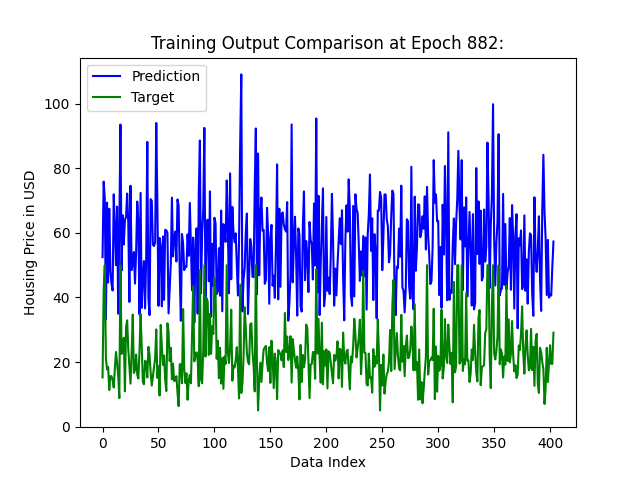 Training Output Comparison at Epoch 882:
Prediction
Target
Housing Price in USD
100
80
60
40
20
0
0 50 100 150 200 250 300 350 400
Data Index